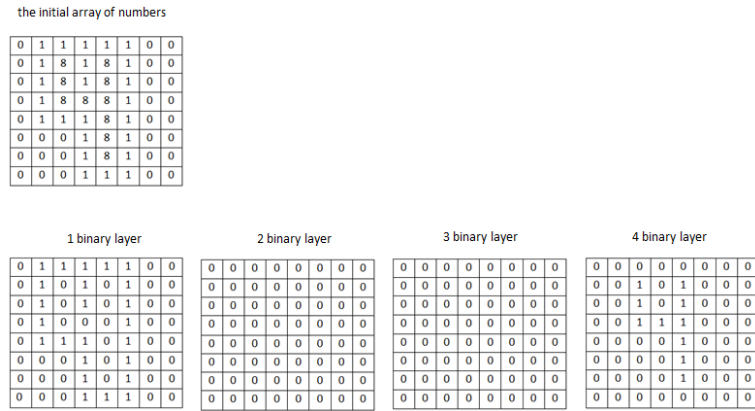 the initial array of numbers
0 1 1 1 1 1 0 0
0 1 8 1 8 1 0 0
0 1 8 1 8 1 0 0
0 1 8 8 8 1 0 0
0 1 1 1 8 1 0 0
0 0 0 1 8 1 0 0
0 0 0 1 8 1 0 0
0 0 0 1 1 1 0 0
1 binary layer
0 1 1 1 1 1 0 0
0 1 0 1 0 1 0 0
0 1 0 1 0 1 0 0
0 1 0 0 0 1 0 0
0 1 1 1 0 1 0 0
0 0 0 1 0 1 0 0
0 0 0 1 0 1 0 0
0 0 0 1 1 1 0 0
2 binary layer
0 0 0 0 0 0 0 0
0 0 0 0 0 0 0 0
0 0 0 0 0 0 0 0
0 0 0 0 0 0 0 0
0 0 0 0 0 0 0 0
0 0 0 0 0 0 0 0
0 0 0 0 0 0 0 0
0 0 0 0 0 0 0 0
3 binary layer
0 0 0 0 0 0 0 0
0 0 0 0 0 0 0 0
0 0 0 0 0 0 0 0
0 0 0 0 0 0 0 0
0 0 0 0 0 0 0 0
0 0 0 0 0 0 0 0
0 0 0 0 0 0 0 0
0 0 0 0 0 0 0 0
4 binary layer
0 0 0 0 0 0 0 0
0 0 1 0 1 0 0 0
0 0 1 0 1 0 0 0
0 0 1 1 1 0 0 0
0 0 0 0 1 0 0 0
0 0 0 0 1 0 0 0
0 0 0 0 1 0 0 0
0 0 0 0 0 0 0 0